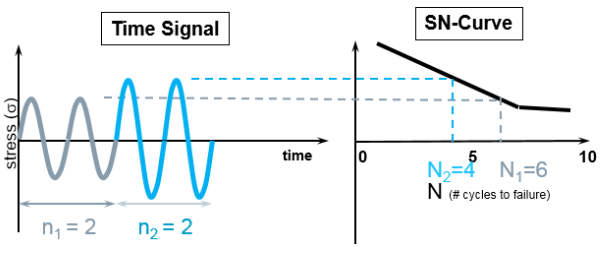 Time Signal
SN-Curve
stress (σ)
time
n₁ = 2
n₂ = 2
0
5
10
N₂=4
N₁=6
N (# cycles to failure)